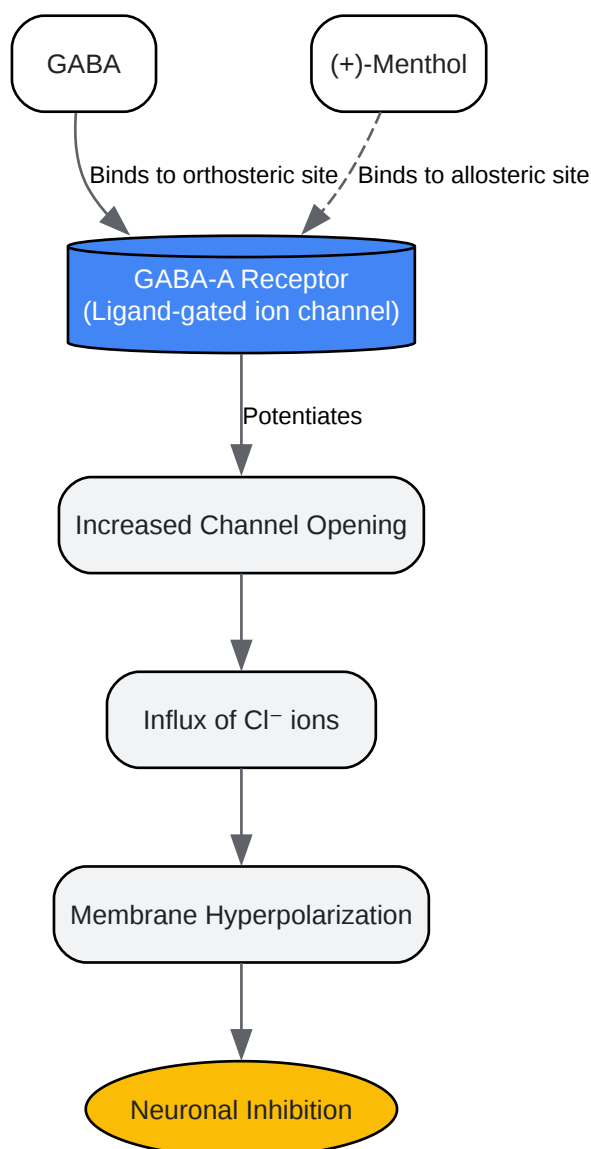 GABA
(+)-Menthol
Binds to orthosteric site
Binds to allosteric site
GABA-A Receptor
(Ligand-gated ion channel)
Potentiates
Increased Channel Opening
Influx of Cl⁻ ions
Membrane Hyperpolarization
Neuronal Inhibition